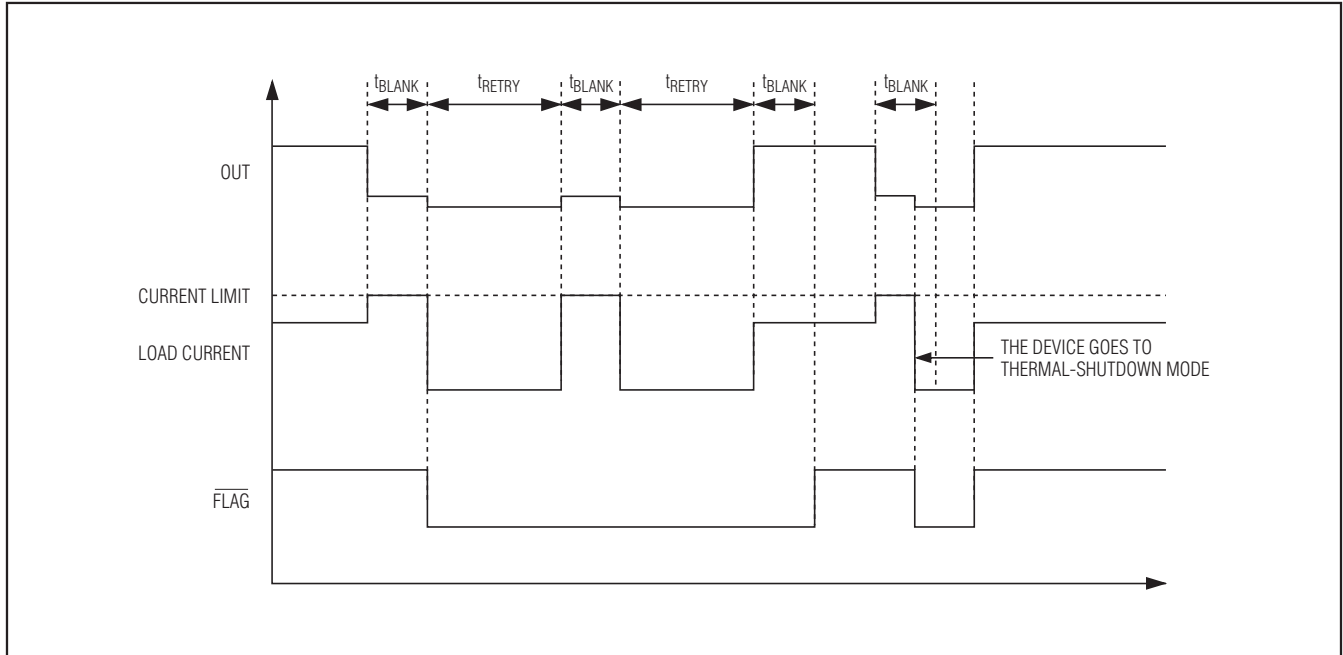 tBLANK tRETRY tBLANK tRETRY tBLANK tBLANK
OUT
CURRENT LIMIT
LOAD CURRENT
THE DEVICE GOES TO
THERMAL-SHUTDOWN MODE
FLAG